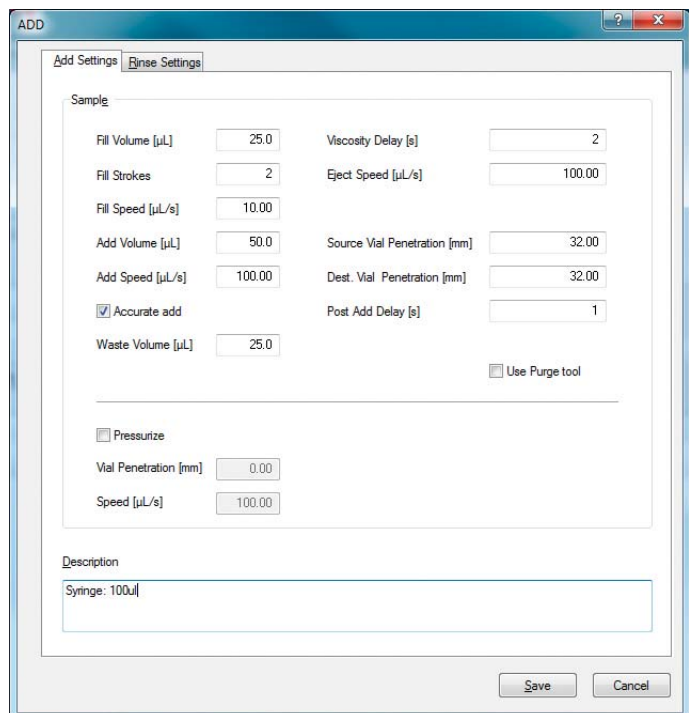 ADD
Add Settings Rinse Settings
Sample
Fill Volume [µL] 25.0 Viscosity Delay [s] 2
Fill Strokes 2 Eject Speed [µL/s] 100.00
Fill Speed [µL/s] 10.00
Add Volume [µL] 50.0 Source Vial Penetration [mm] 32.00
Add Speed [µL/s] 100.00 Dest. Vial Penetration [mm] 32.00
Accurate add Post Add Delay [s] 1
Waste Volume [µL] 25.0
Use Purge tool
Pressurize
Vial Penetration [mm] 0.00
Speed [µL/s] 100.00
Description
Syringe: 100ul
Save Cancel